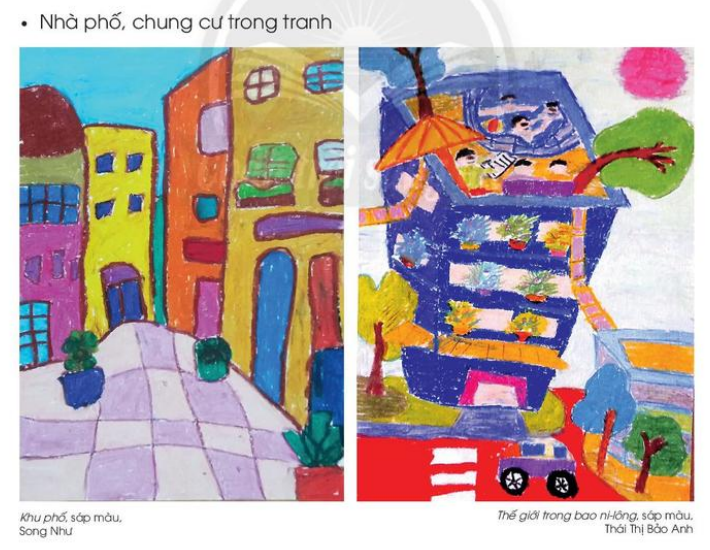 • Nhà phố, chung cư trong tranh
Khu phố, sáp màu,
Song Như
Thế giới trong bao ni-lông, sáp màu,
Thái Thị Bảo Anh